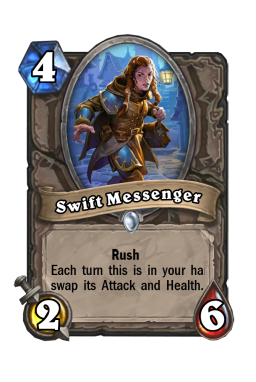 4
Swift Messenger
Rush
Each turn this is in your ha
swap its Attack and Health.
2
6